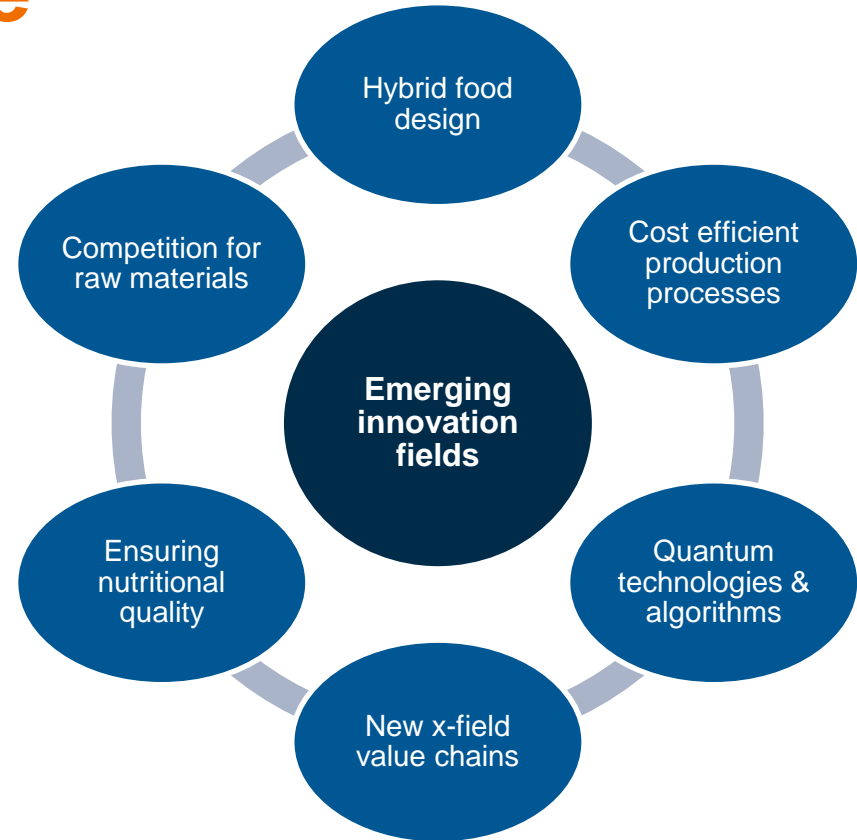 Hybrid food
design
Cost efficient
production
processes
Competition for
raw materials
Emerging
innovation
fields
Quantum
technologies &
algorithms
Ensuring
nutritional
quality
New x-field
value chains